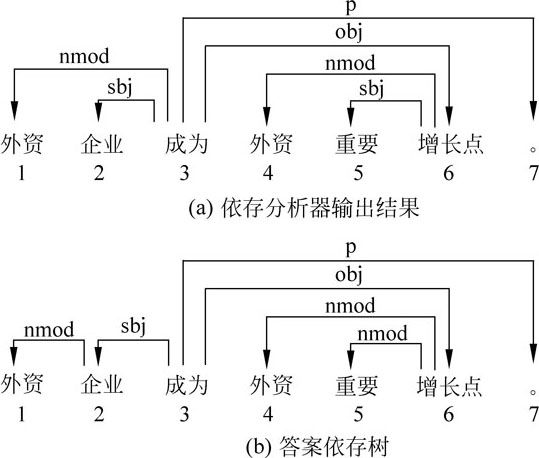 p
obj
nmod nmod
sbj sbj
外资 企业 成为 外资 重要 增长点 。
1 2 3 4 5 6 7
(a) 依存分析器输出结果
p
obj
nmod sbj nmod
nmod
外资 企业 成为 外资 重要 增长点 。
1 2 3 4 5 6 7
(b) 答案依存树